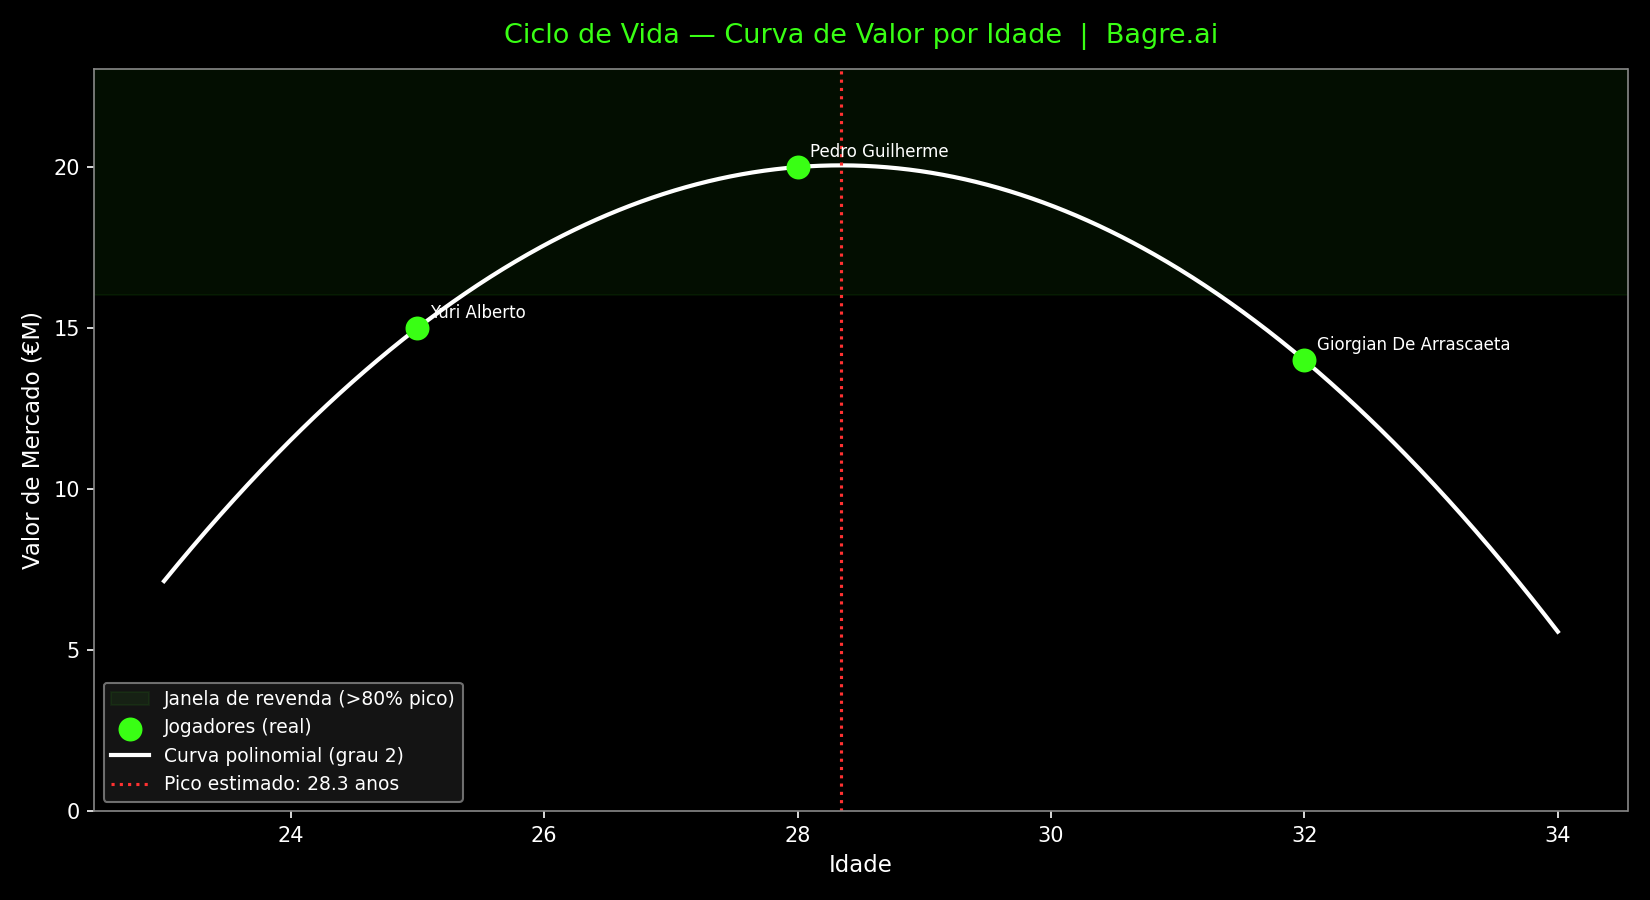 Ciclo de Vida — Curva de Valor por Idade | Bagre.ai
Valor de Mercado (€M)
20
15
10
5
0
Pedro Guilherme
Yuri Alberto
Giorgian De Arrascaeta
Janela de revenda (>80% pico)
Jogadores (real)
Curva polinomial (grau 2)
Pico estimado: 28.3 anos
24 26 28 30 32 34
Idade